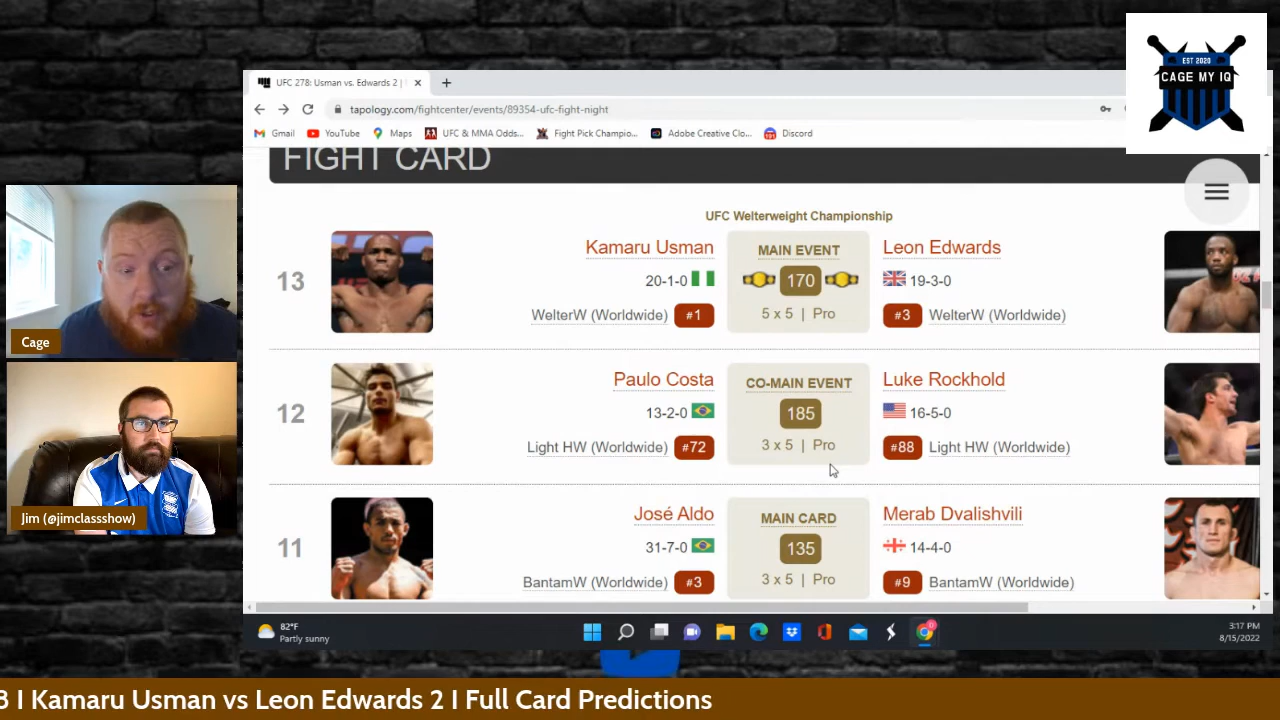 EST 2020
CAGE MY IQ
UFC 278: Usman vs. Edwards 2 |
tapology.com/fightcenter/events/89354-ufc-fight-night
Gmail YouTube Maps UFC & MMA Odds... Fight Pick Champio... Adobe Creative Clo... Discord
FIGHT CARD
UFC Welterweight Championship
13
Kamaru Usman
20-1-0
WelterW (Worldwide) #1
MAIN EVENT
170
5 x 5 | Pro
Leon Edwards
19-3-0
#3 WelterW (Worldwide)
12
Paulo Costa
13-2-0
Light HW (Worldwide) #72
CO-MAIN EVENT
185
3 x 5 | Pro
Luke Rockhold
16-5-0
#88 Light HW (Worldwide)
11
José Aldo
31-7-0
BantamW (Worldwide) #3
MAIN CARD
135
3 x 5 | Pro
Merab Dvalishvili
14-4-0
#9 BantamW (Worldwide)
Cage
Jim (@jimclassshow)
82°F
Partly sunny
3:17 PM
8/15/2022
8 I Kamaru Usman vs Leon Edwards 2 I Full Card Predictions